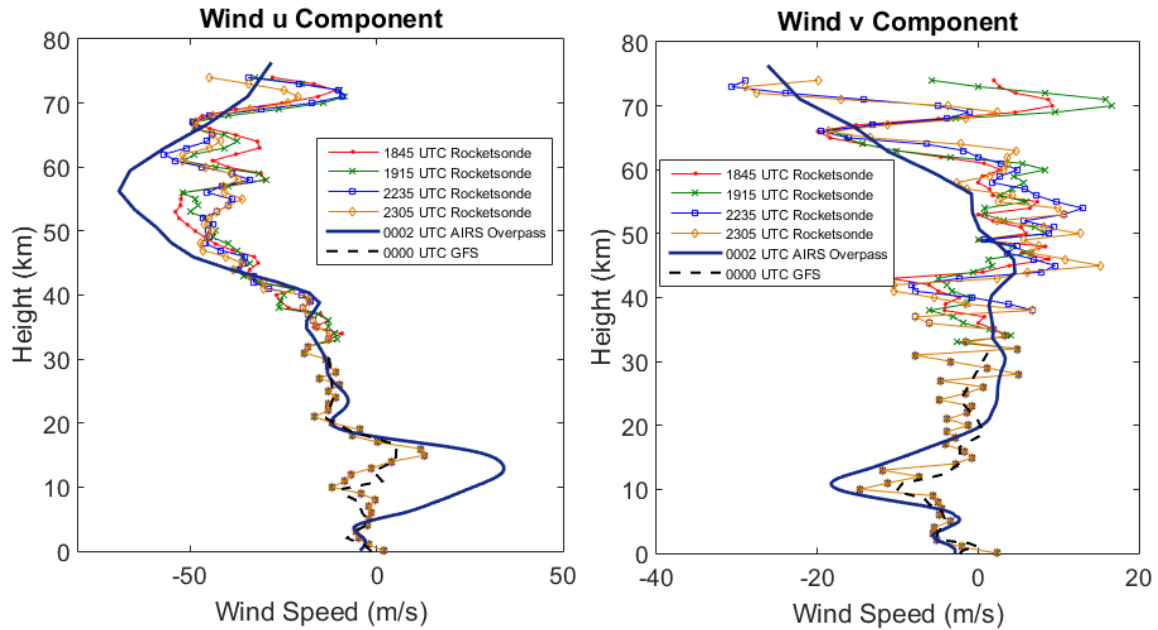 Wind u Component
80
70
60
50
40
30
20
10
0
Height (km)
-50
0
50
Wind Speed (m/s)
1845 UTC Rocketsonde
1915 UTC Rocketsonde
2235 UTC Rocketsonde
2305 UTC Rocketsonde
0002 UTC AIRS Overpass
0000 UTC GFS
Wind v Component
80
70
60
50
40
30
20
10
0
Height (km)
-40
-20
0
20
Wind Speed (m/s)
1845 UTC Rocketsonde
1915 UTC Rocketsonde
2235 UTC Rocketsonde
2305 UTC Rocketsonde
0002 UTC AIRS Overpass
0000 UTC GFS